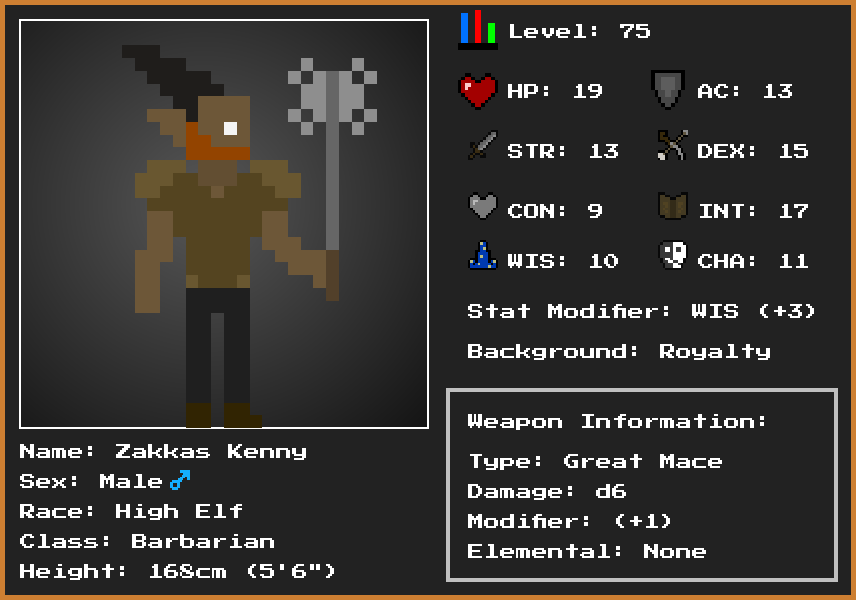 Level: 75
HP: 19
AC: 13
STR: 13
DEX: 15
CON: 9
INT: 17
WIS: 10
CHA: 11
Stat Modifier: WIS (+3)
Background: Royalty
Weapon Information:
Type: Great Mace
Damage: d6
Modifier: (+1)
Elemental: None
Name: Zakkas Kenny
Sex: Male ♂
Race: High Elf
Class: Barbarian
Height: 168cm (5'6")